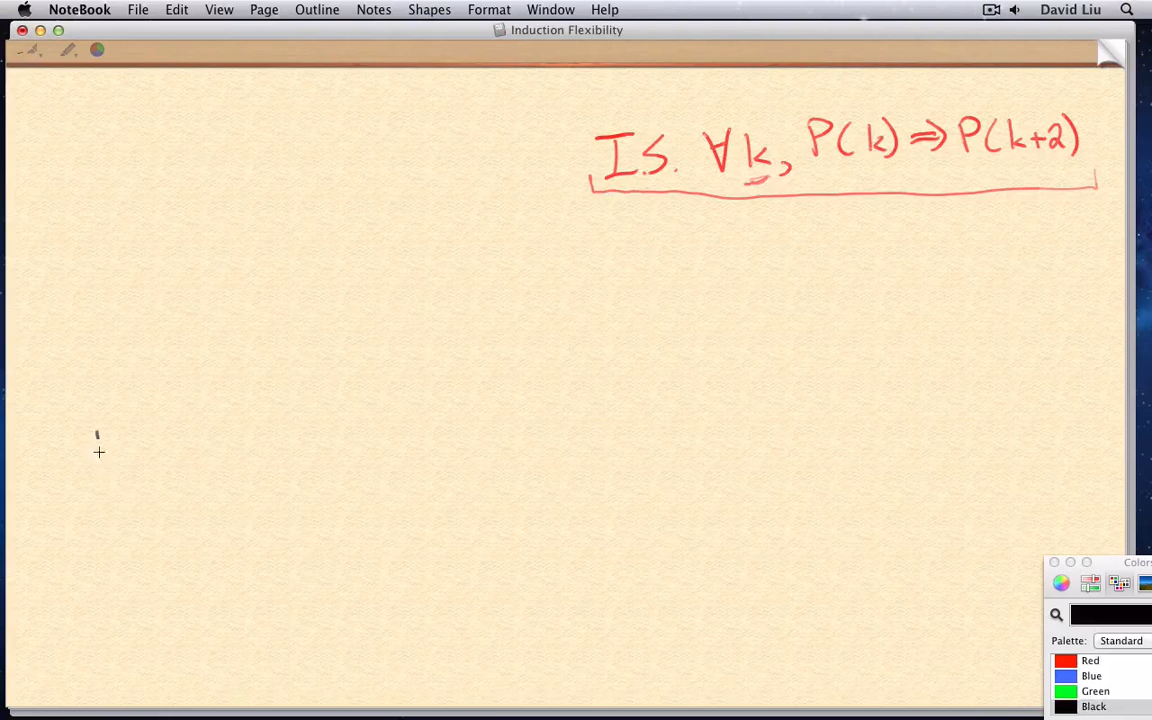 NoteBook File Edit View Page Outline Notes Shapes Format Window Help David Liu
Induction Flexibility
I.S. ∀k, P(k) ⇒ P(k+2)
Colors
Palette: Standard
Red
Blue
Green
Black